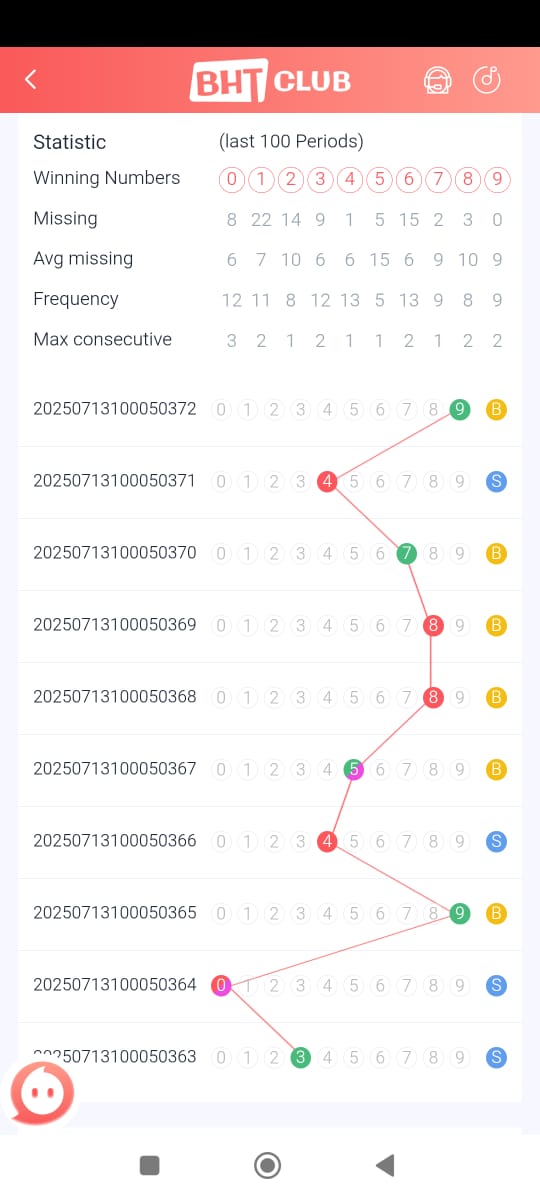 BHT CLUB
Statistic (last 100 Periods)
Winning Numbers 0 1 2 3 4 5 6 7 8 9
Missing 8 22 14 9 1 5 15 2 3 0
Avg missing 6 7 10 6 6 15 6 9 10 9
Frequency 12 11 8 12 13 5 13 9 8 9
Max consecutive 3 2 1 2 1 1 2 1 2 2
20250713100050372 0 1 2 3 4 5 6 7 8 9 B
20250713100050371 0 1 2 3 4 5 6 7 8 9 S
20250713100050370 0 1 2 3 4 5 6 7 8 9 B
20250713100050369 0 1 2 3 4 5 6 7 8 9 B
20250713100050368 0 1 2 3 4 5 6 7 8 9 B
20250713100050367 0 1 2 3 4 5 6 7 8 9 B
20250713100050366 0 1 2 3 4 5 6 7 8 9 S
20250713100050365 0 1 2 3 4 5 6 7 8 9 B
20250713100050364 0 1 2 3 4 5 6 7 8 9 S
20250713100050363 0 1 2 3 4 5 6 7 8 9 S